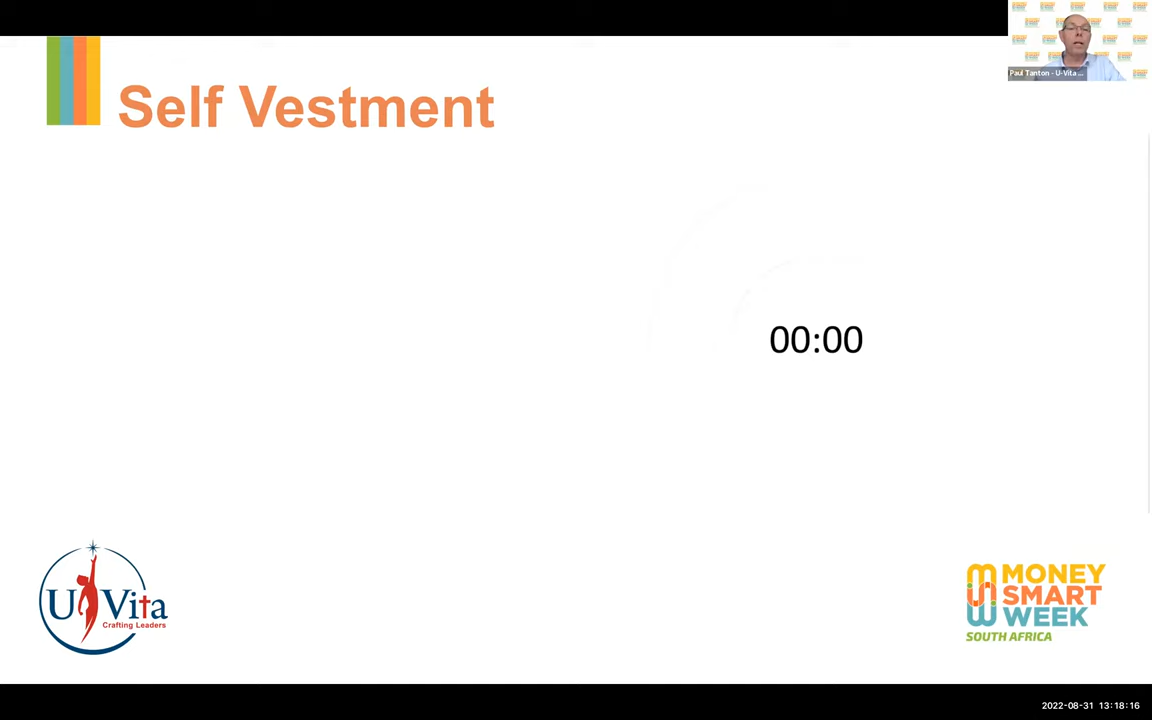 Paul Tanton - U-Vita ...
Self Vestment
00:00
U Vita
Crafting Leaders
MONEY
SMART
WEEK
SOUTH AFRICA
2022-08-31 13:18:16